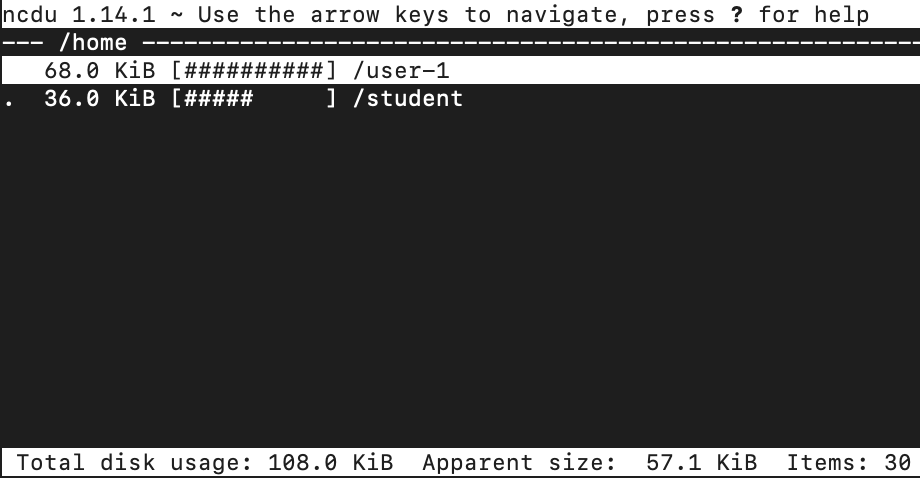 ncdu 1.14.1 ~ Use the arrow keys to navigate, press ? for help
--- /home ----------------------------------------------------------
   68.0 KiB [##########] /user-1
.  36.0 KiB [#####     ] /student
Total disk usage: 108.0 KiB  Apparent size:  57.1 KiB  Items: 30